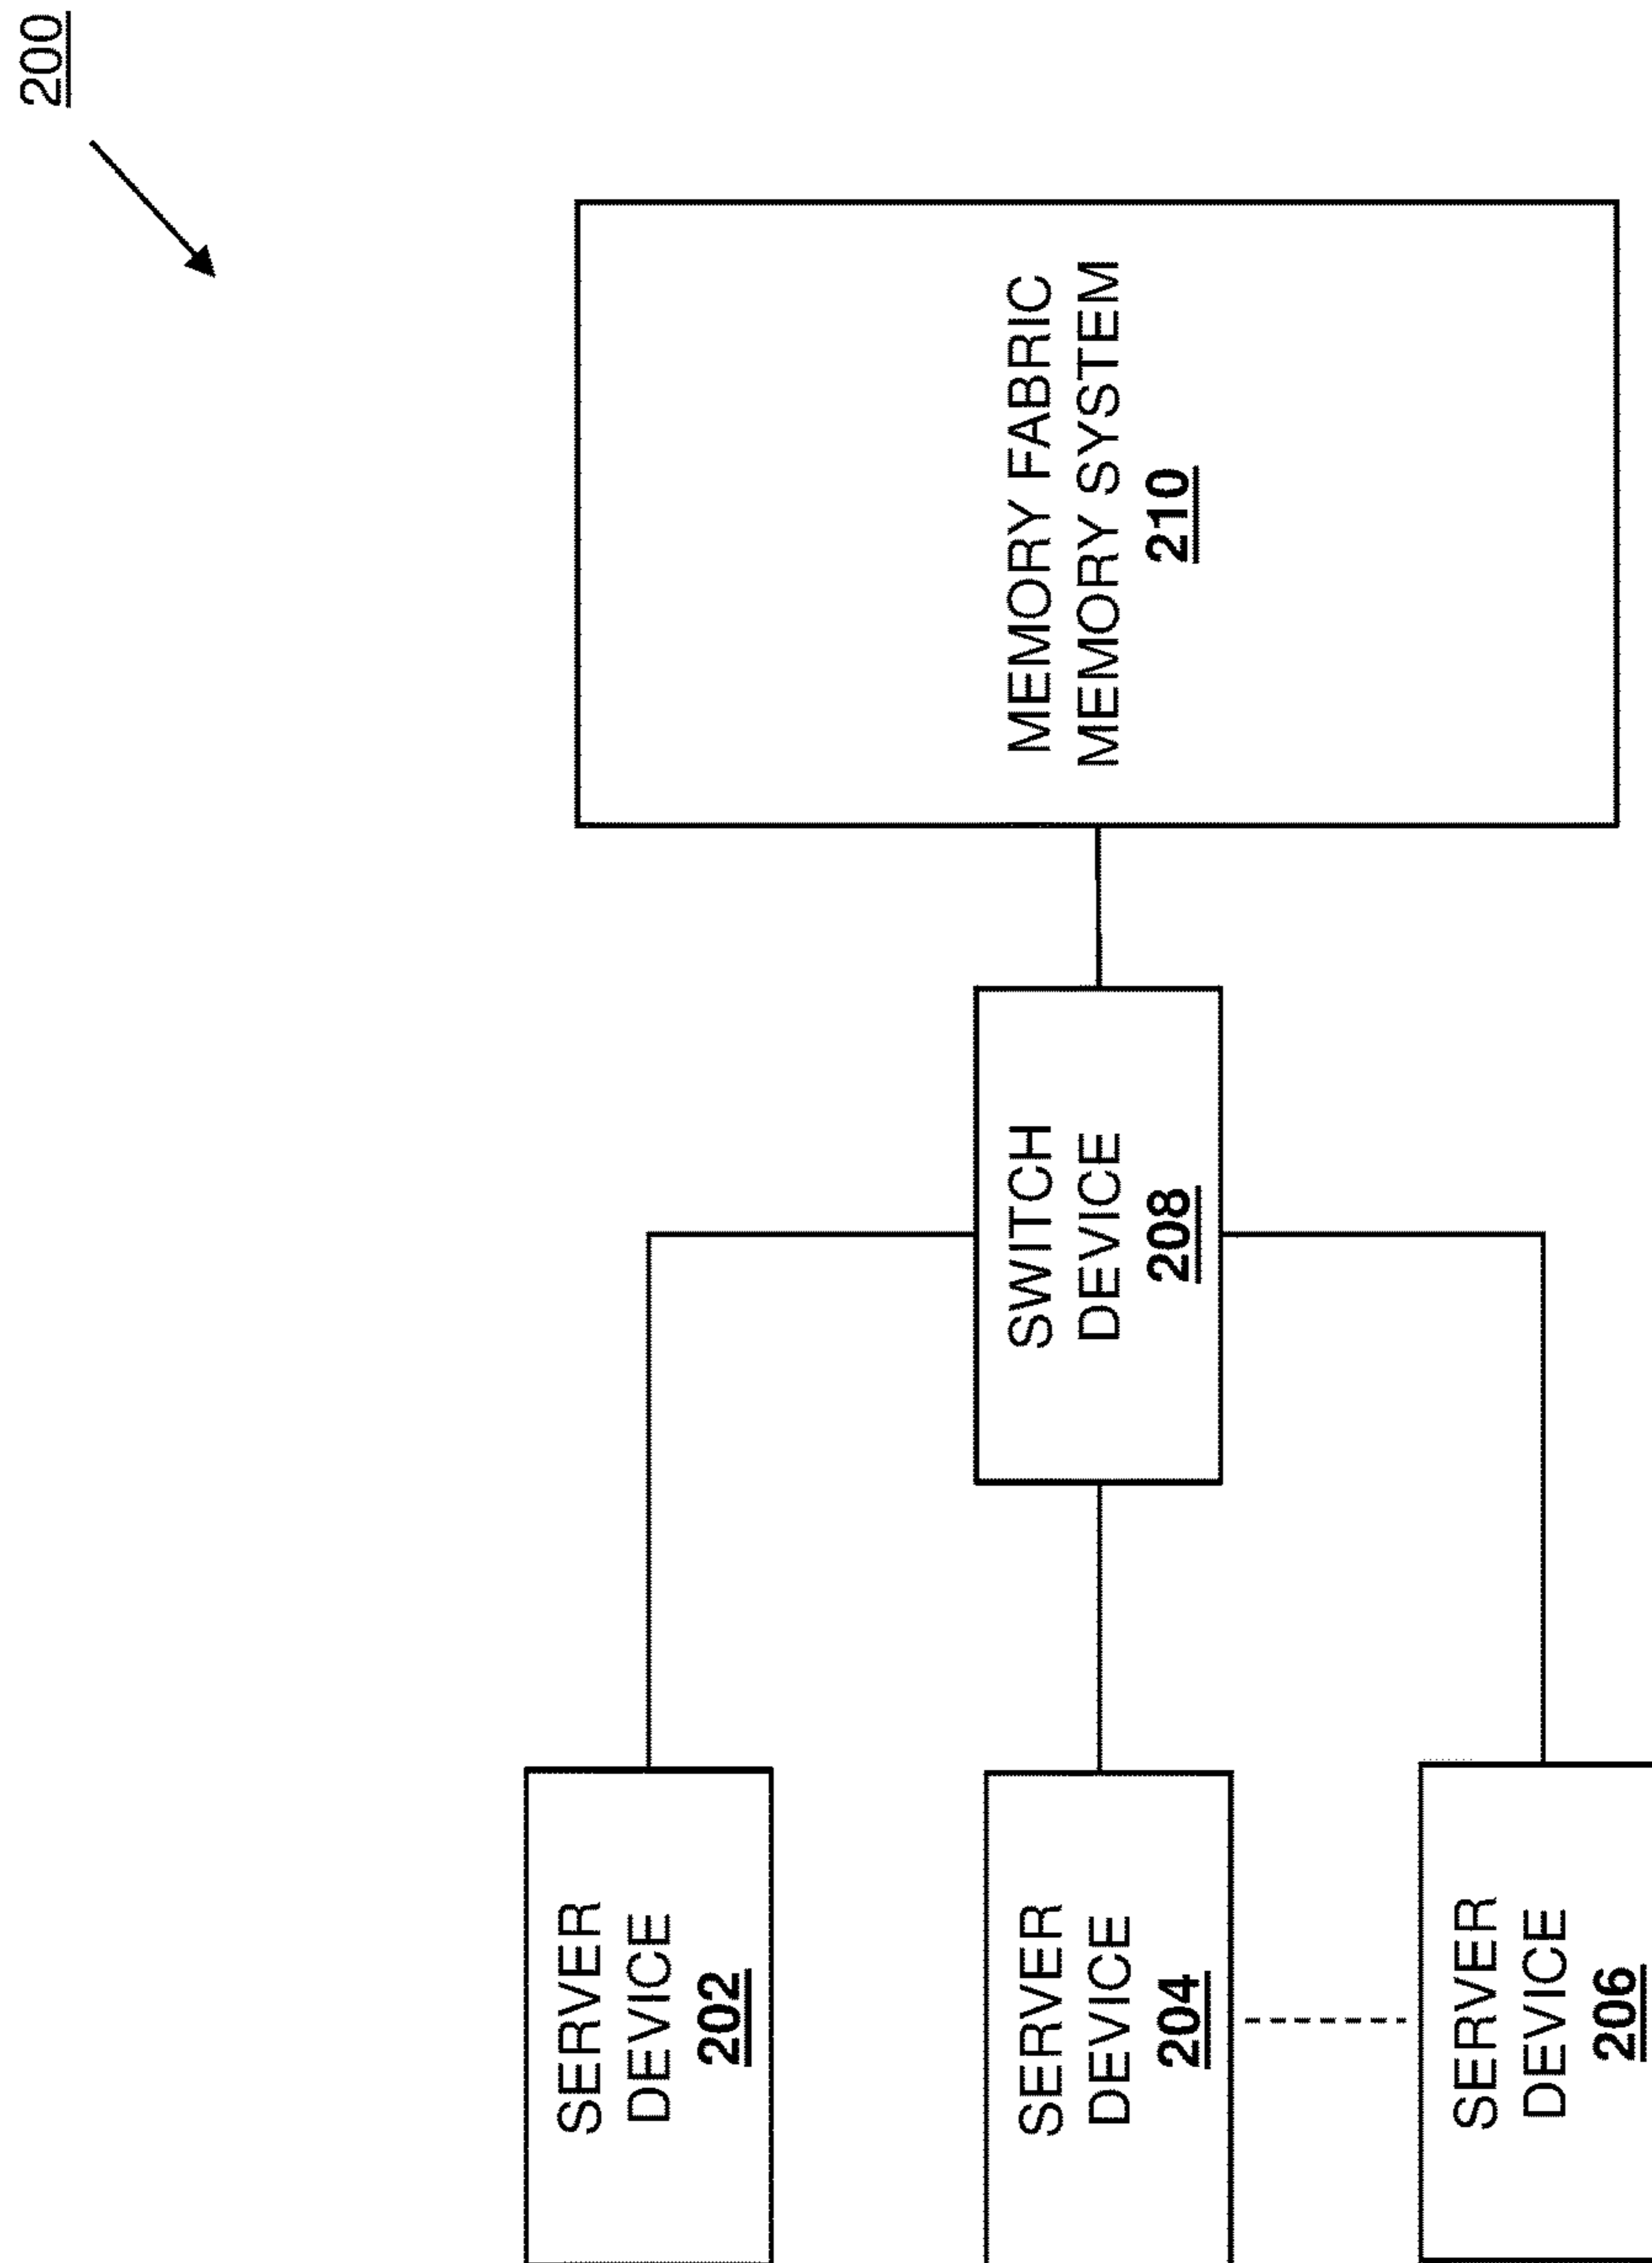 200
SERVER
DEVICE
202
SERVER
DEVICE
204
SERVER
DEVICE
206
SWITCH
DEVICE
208
MEMORY FABRIC
MEMORY SYSTEM
210